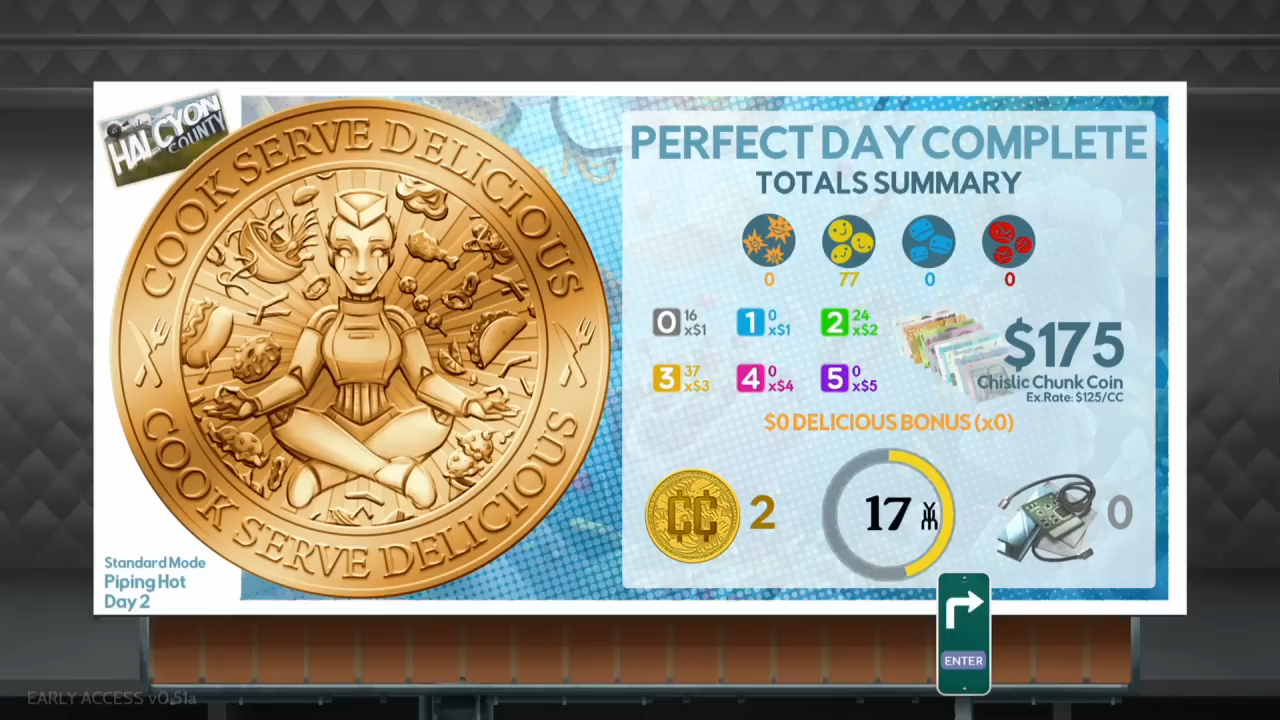 HALCYON
COUNTY
COOK SERVE DELICIOUS
COOK SERVE DELICIOUS
Standard Mode
Piping Hot
Day 2
PERFECT DAY COMPLETE
TOTALS SUMMARY
0 77 0 0
0 16 x$1 1 0 x$1 2 24 x$2
3 37 x$3 4 0 x$4 5 0 x$5
$175
Chislic Chunk Coin
Ex.Rate: $125/CC
$0 DELICIOUS BONUS (x0)
CC 2 17 0
ENTER
EARLY ACCESS v0.51a